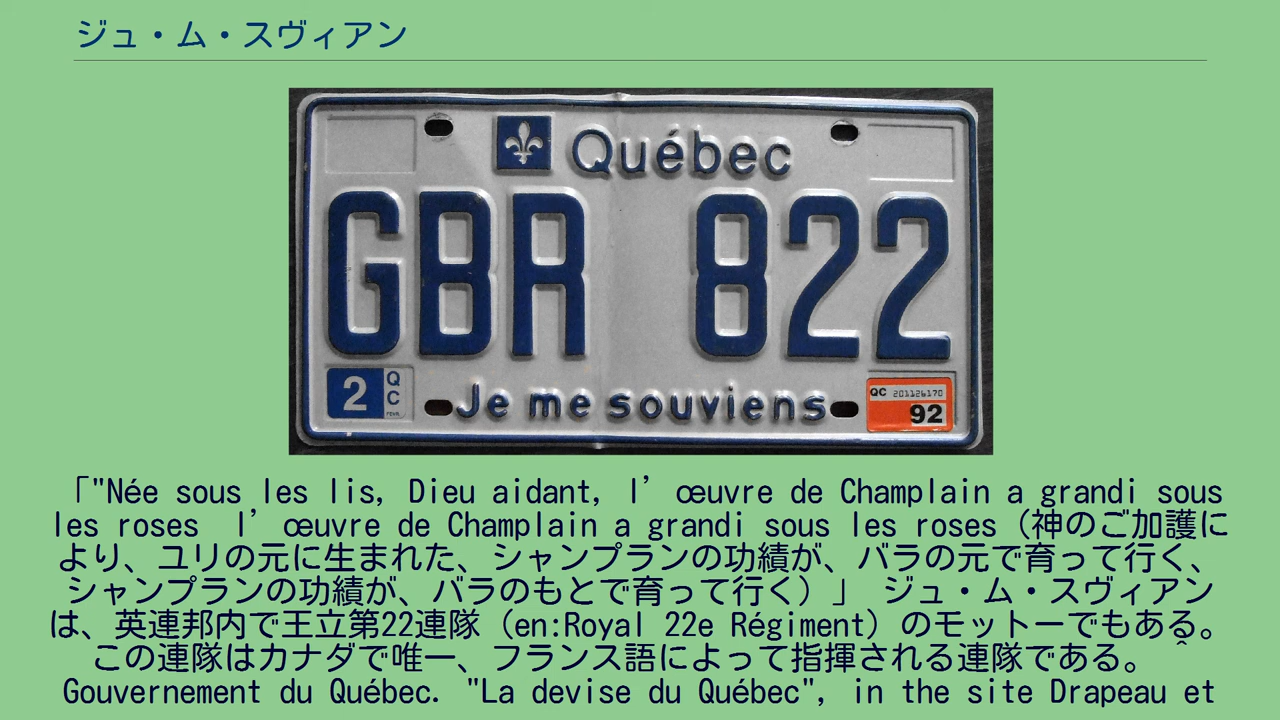 ジュ・ム・スヴィアン
Québec
GBR 822
2 QC
Je me souviens
QC 201126170
92
「"Née sous les lis, Dieu aidant, l’œuvre de Champlain a grandi sous
les roses  l’œuvre de Champlain a grandi sous les roses（神のご加護に
より、ユリの元に生まれた、シャンプランの功績が、バラの元で育って行く、
シャンプランの功績が、バラのもとで育って行く）」 ジュ・ム・スヴィアン
は、英連邦内で王立第22連隊（en:Royal 22e Régiment）のモットーでもある。
この連隊はカナダで唯一、フランス語によって指揮される連隊である。 ^
Gouvernement du Québec. "La devise du Québec", in the site Drapeau et